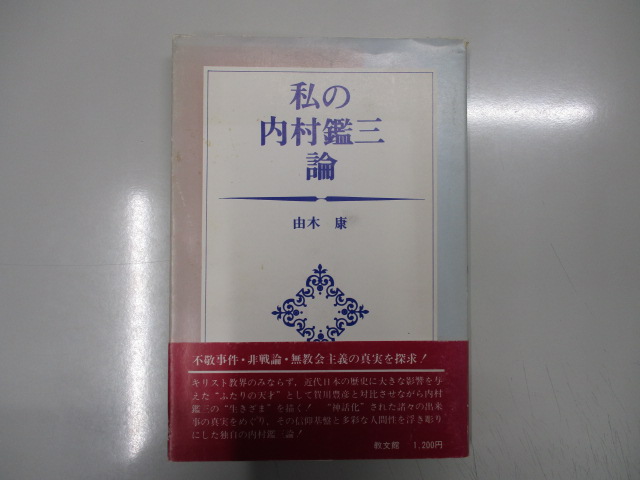 私の
内村鑑三
論
由木 康
不敬事件・非戦論・無教会主義の真実を探求！
キリスト教界のみならず，近代日本の歴史に大きな影響を与
えた“ふたりの天才”として賀川豊彦と対比させながら内村
鑑三の“生きざま”を描く！ “神話化”された諸々の出来
事の真実をめぐり，その信仰基盤と多彩な人間性を浮き彫り
にした独自の内村鑑三論！
教文館 1,200円